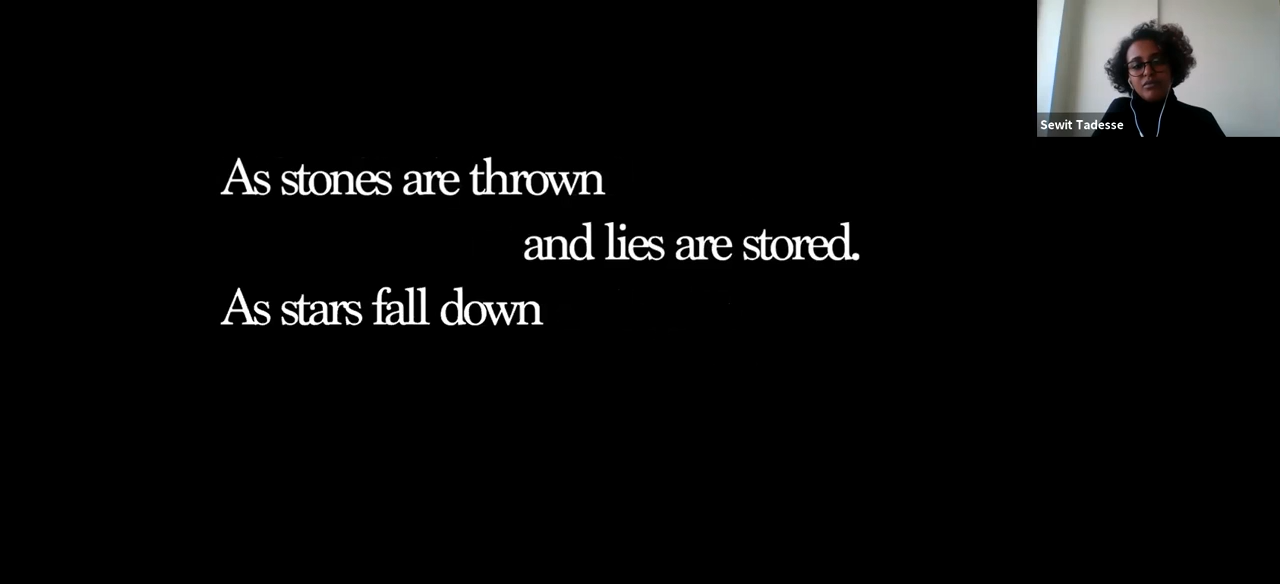 Sewit Tadesse
As stones are thrown
and lies are stored.
As stars fall down